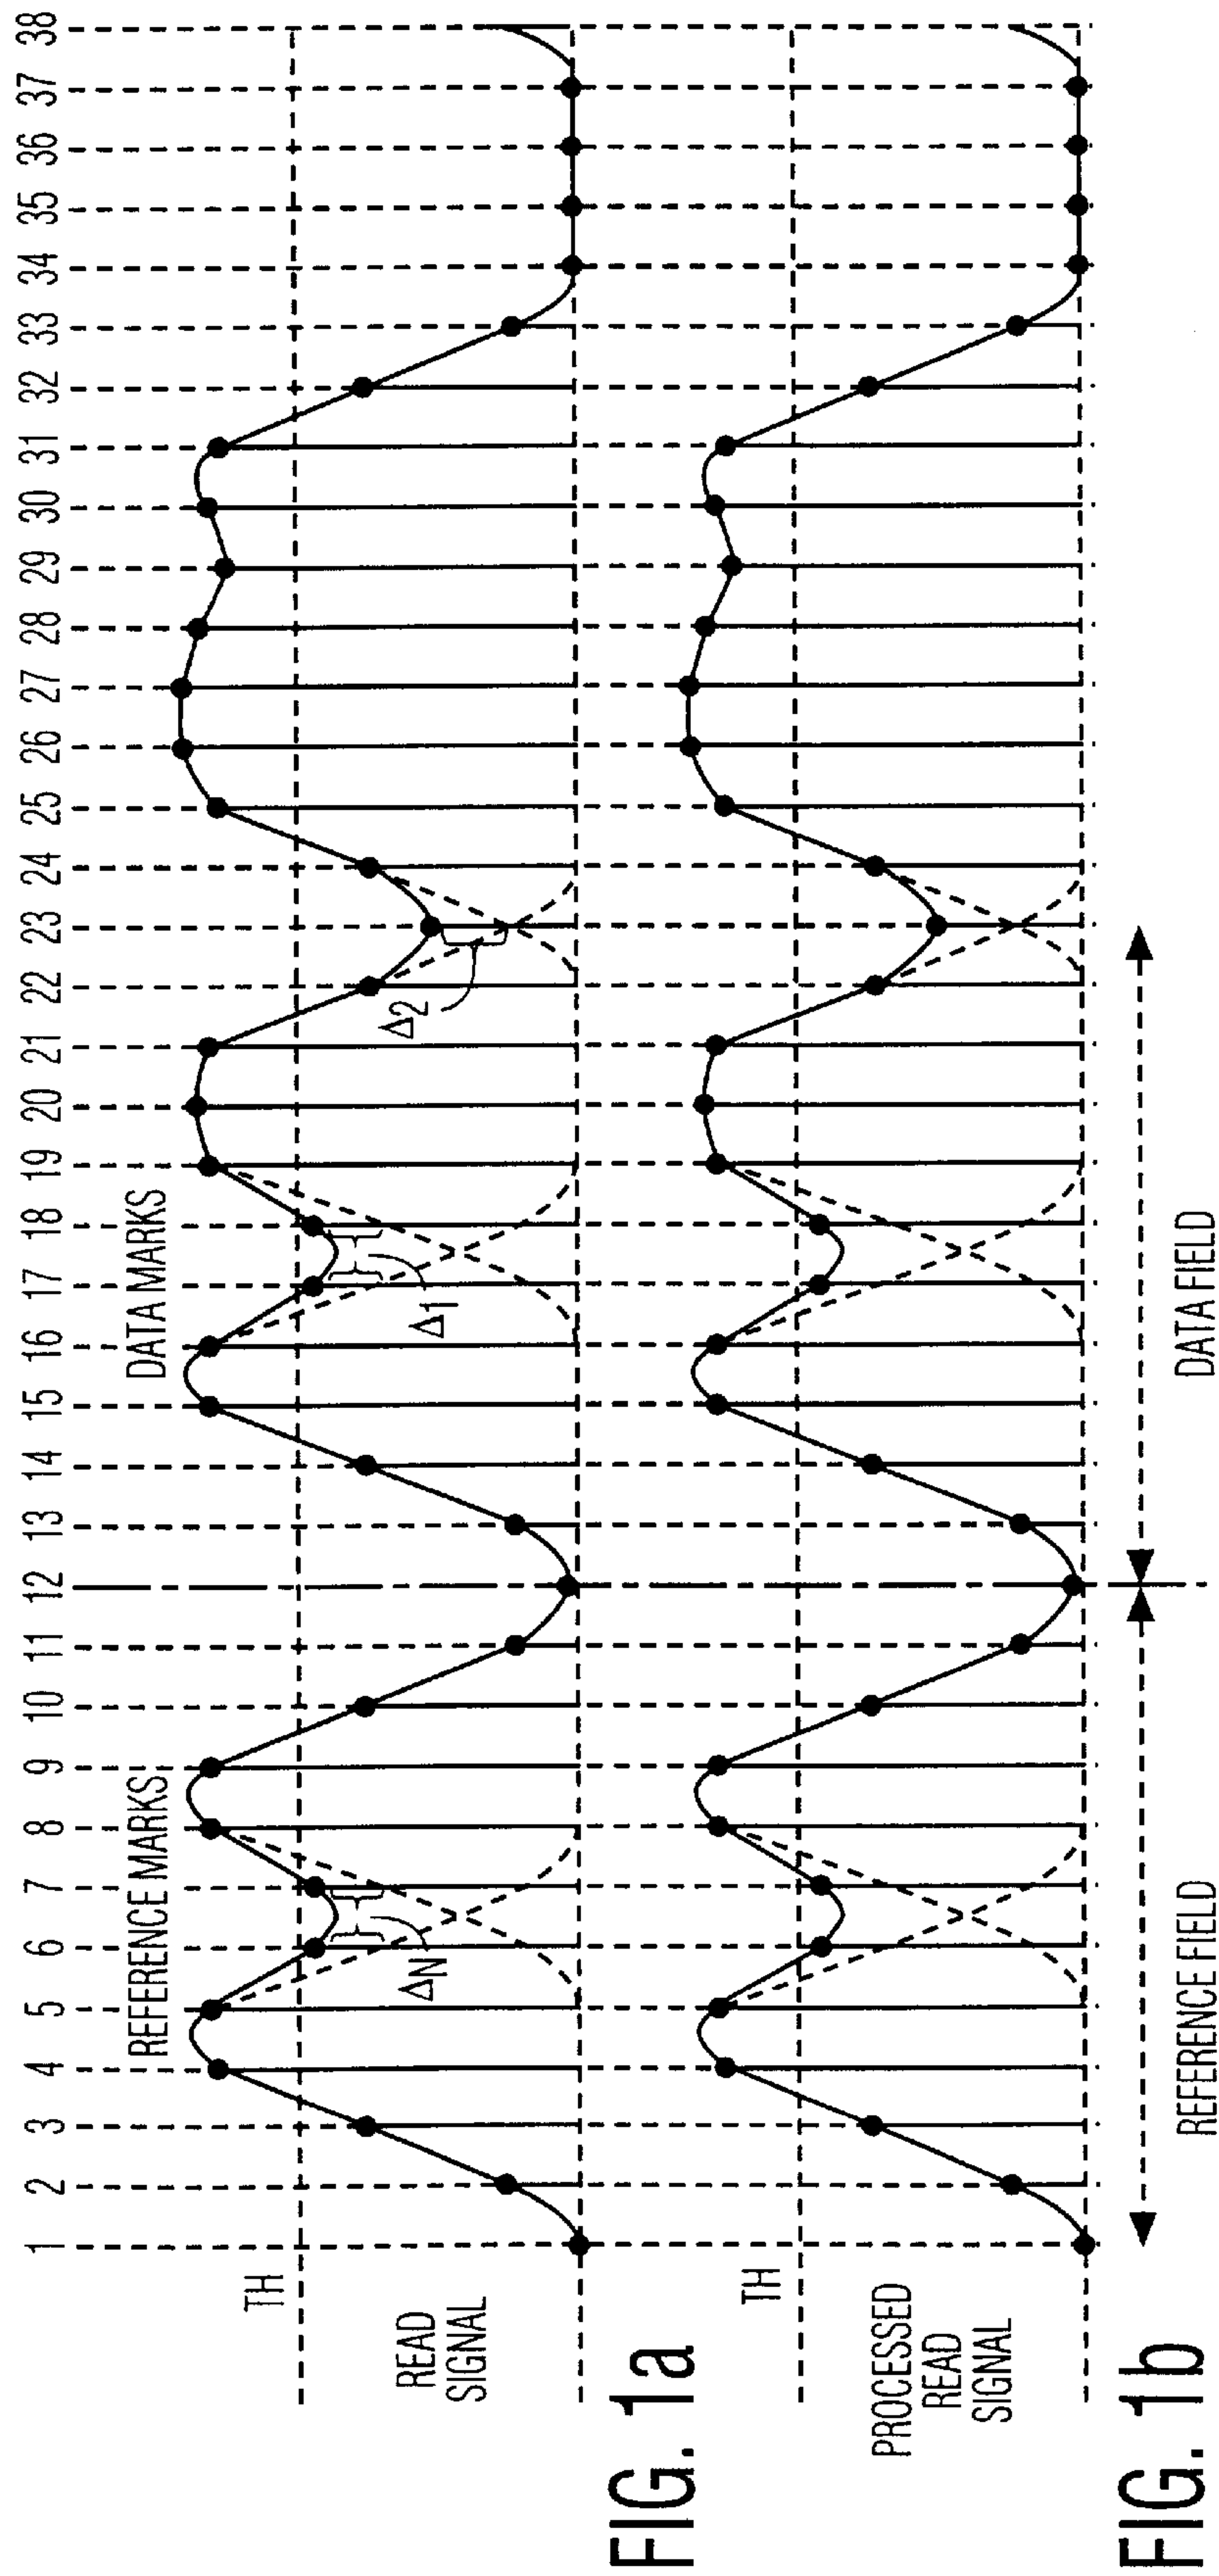 1 2 3 4 5 6 7 8 9 10 11 12 13 14 15 16 17 18 19 20 21 22 23 24 25 26 27 28 29 30 31 32 33 34 35 36 37 38
REFERENCE MARKS
DATA MARKS
TH
READ
SIGNAL
ΔN
Δ1
Δ2
FIG. 1a
TH
PROCESSED
READ
SIGNAL
REFERENCE FIELD
DATA FIELD
FIG. 1b